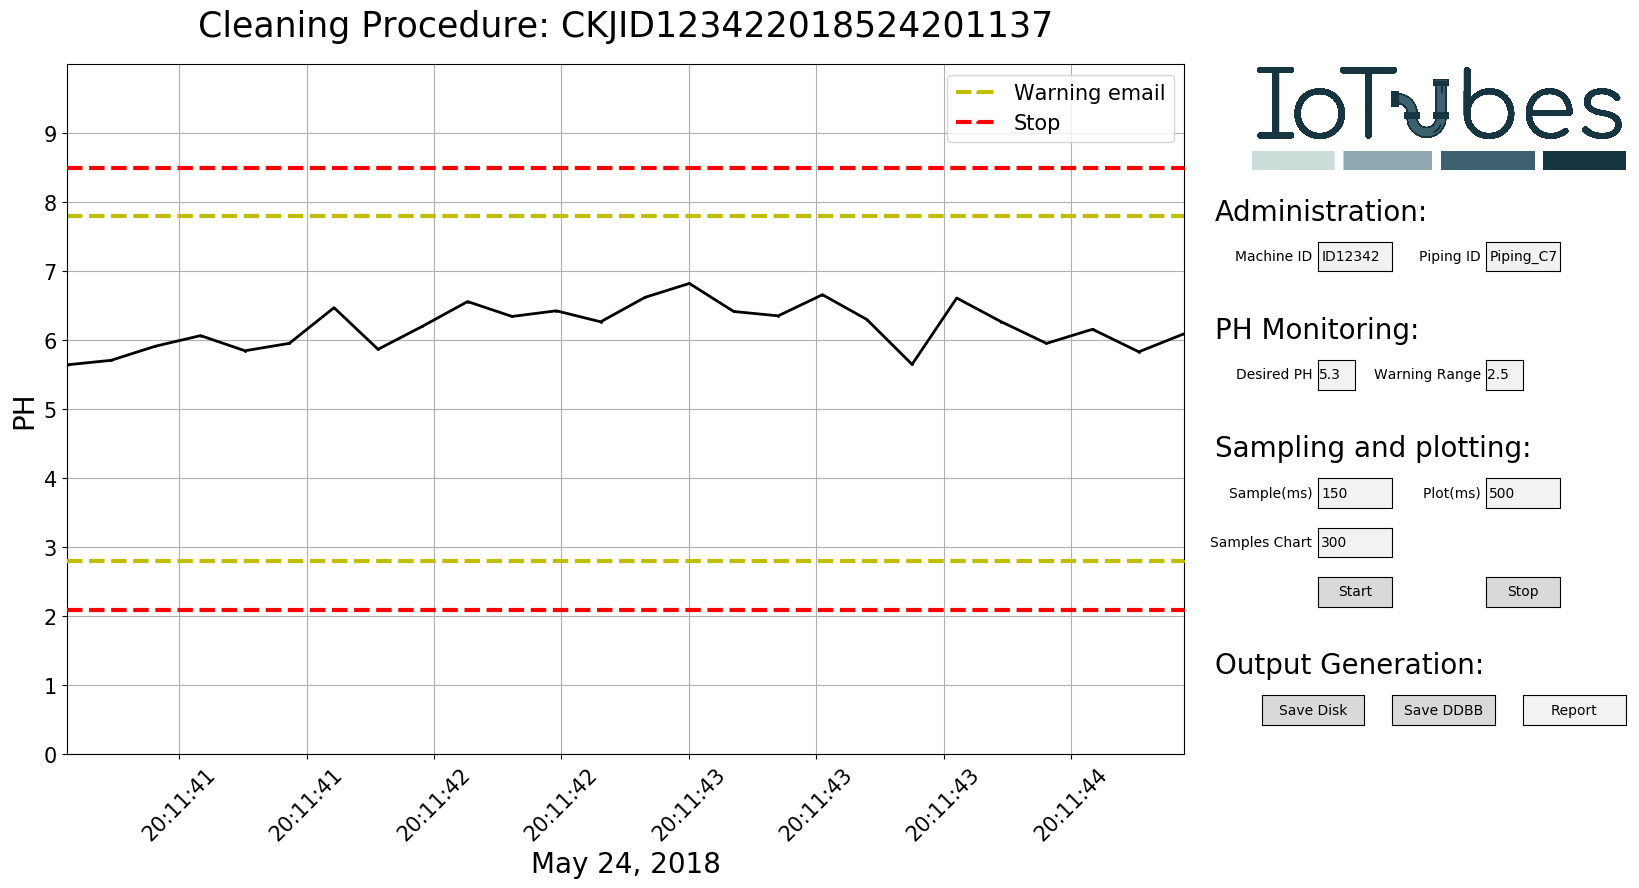 Cleaning Procedure: CKJID123422018524201137
Warning email
Stop
9
8
7
6
5
4
3
2
1
0
PH
20:11:41
20:11:41
20:11:42
20:11:42
20:11:43
20:11:43
20:11:43
20:11:44
May 24, 2018
IoTubes
Administration:
Machine ID ID12342 Piping ID Piping_C7
PH Monitoring:
Desired PH 5.3 Warning Range 2.5
Sampling and plotting:
Sample(ms) 150 Plot(ms) 500
Samples Chart 300
Start Stop
Output Generation:
Save Disk Save DDBB Report